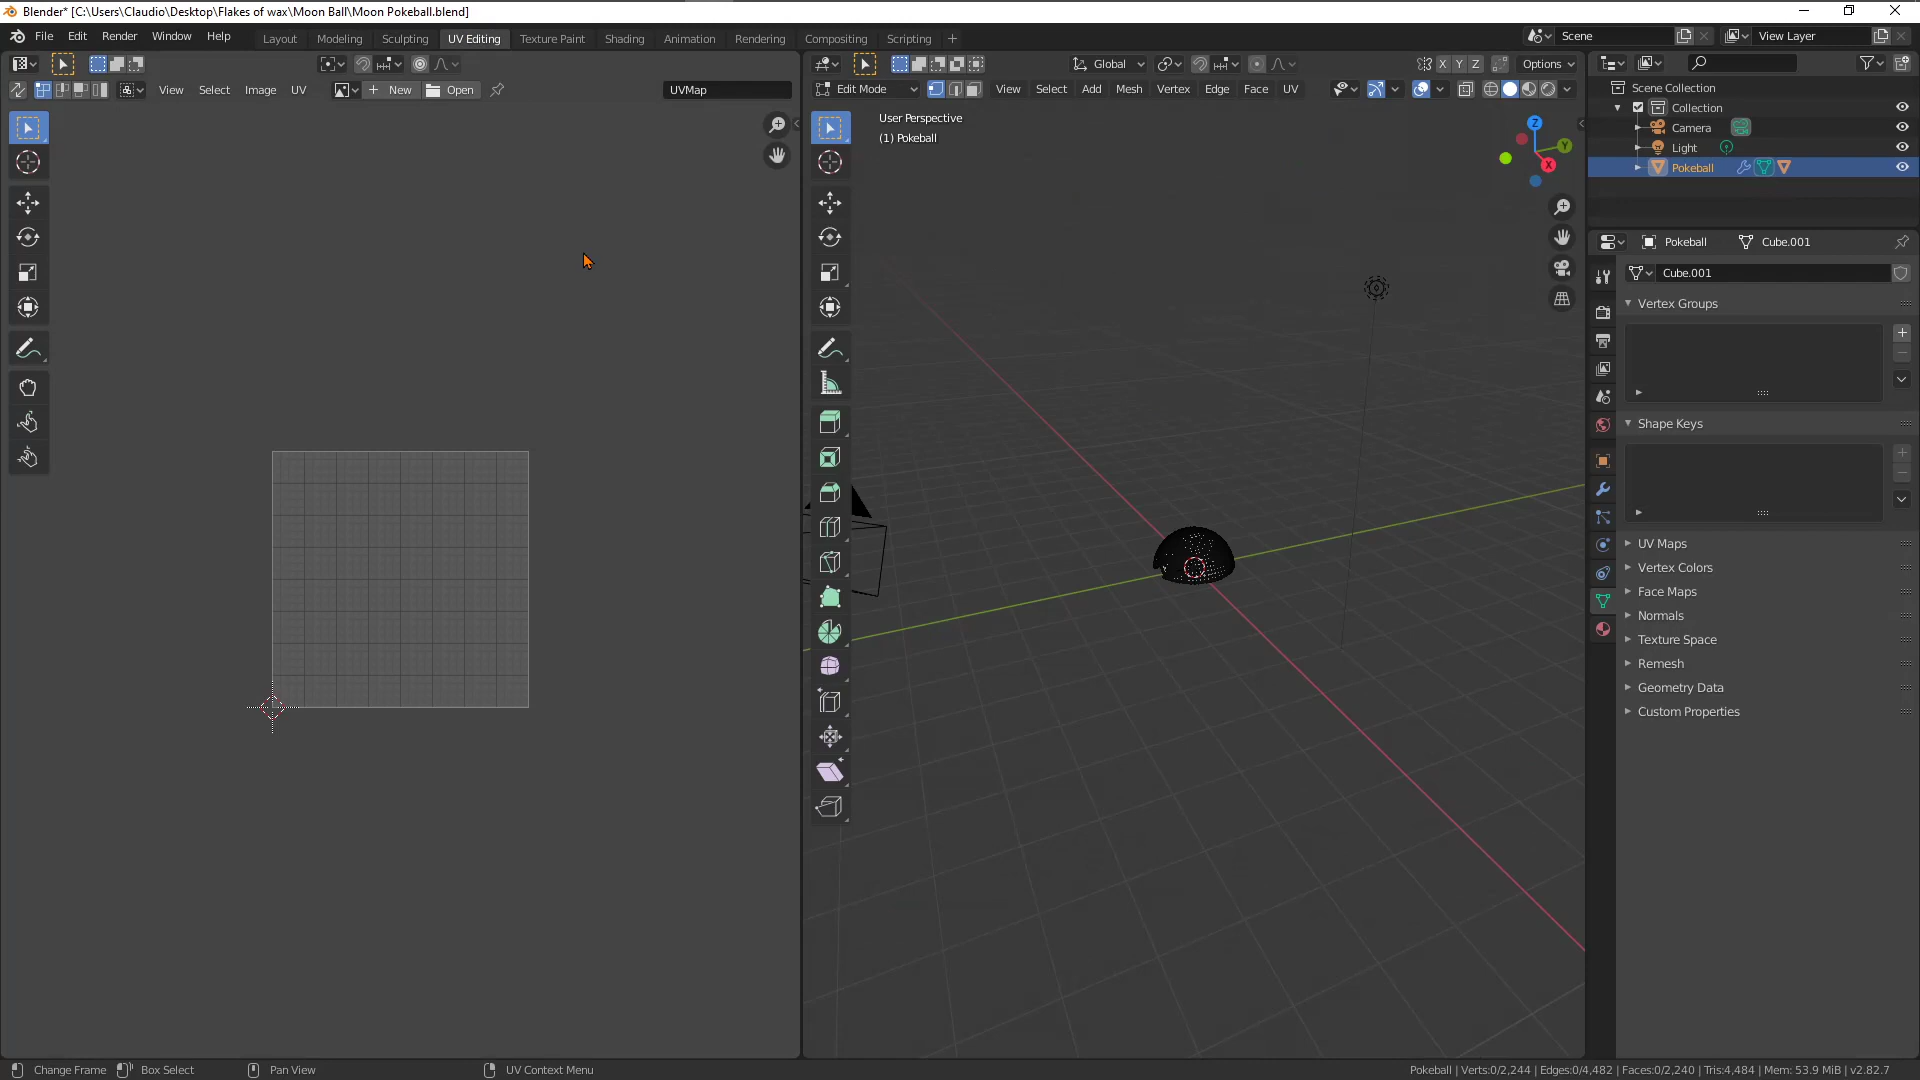 Blender* [C:\Users\Claudio\Desktop\Flakes of wax\Moon Ball\Moon Pokeball.blend]
File Edit Render Window Help
Layout Modeling Sculpting UV Editing Texture Paint Shading Animation Rendering Compositing Scripting +
Scene
View Layer
Global
X Y Z
Options
View Select Image UV
New
Open
UVMap
Edit Mode
View Select Add Mesh Vertex Edge Face UV
User Perspective
(1) Pokeball
Z
Y
X
Scene Collection
Collection
Camera
Light
Pokeball
Pokeball
Cube.001
Cube.001
Vertex Groups
Shape Keys
UV Maps
Vertex Colors
Face Maps
Normals
Texture Space
Remesh
Geometry Data
Custom Properties
Change Frame
Box Select
Pan View
UV Context Menu
Pokeball | Verts:0/2,244 | Edges:0/4,482 | Faces:0/2,240 | Tris:4,484 | Mem: 53.9 MiB | v2.82.7